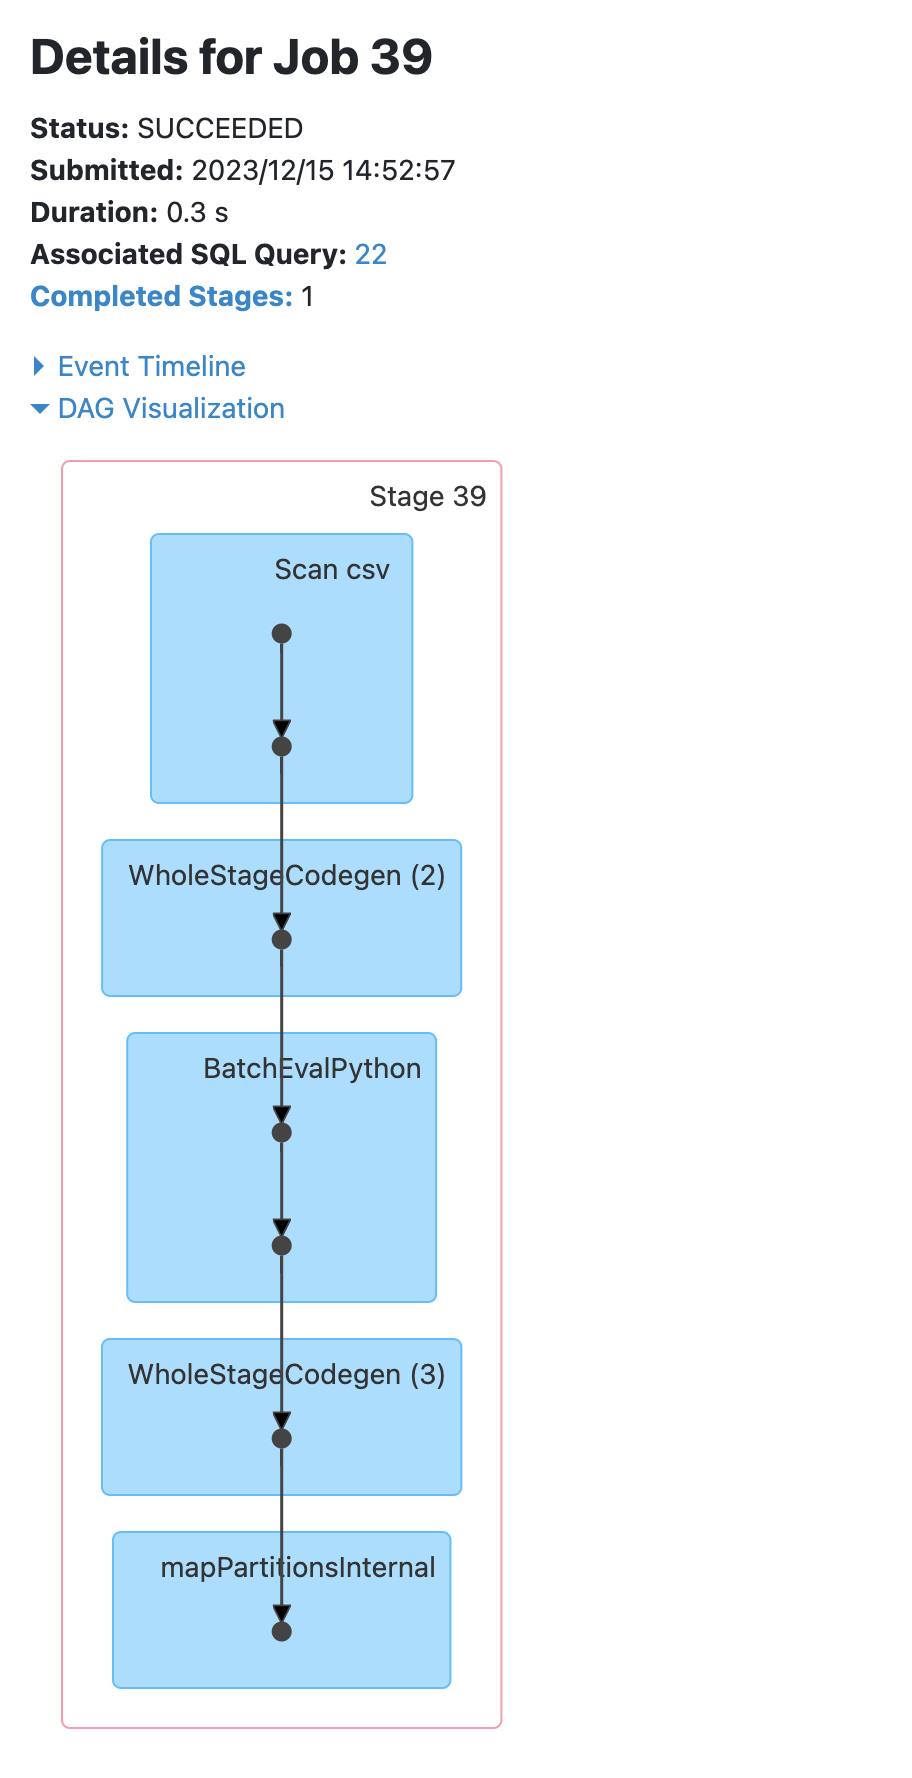 Details for Job 39
Status: SUCCEEDED
Submitted: 2023/12/15 14:52:57
Duration: 0.3 s
Associated SQL Query: 22
Completed Stages: 1
Event Timeline
DAG Visualization
Stage 39
Scan csv
WholeStageCodegen (2)
BatchEvalPython
WholeStageCodegen (3)
mapPartitionsInternal